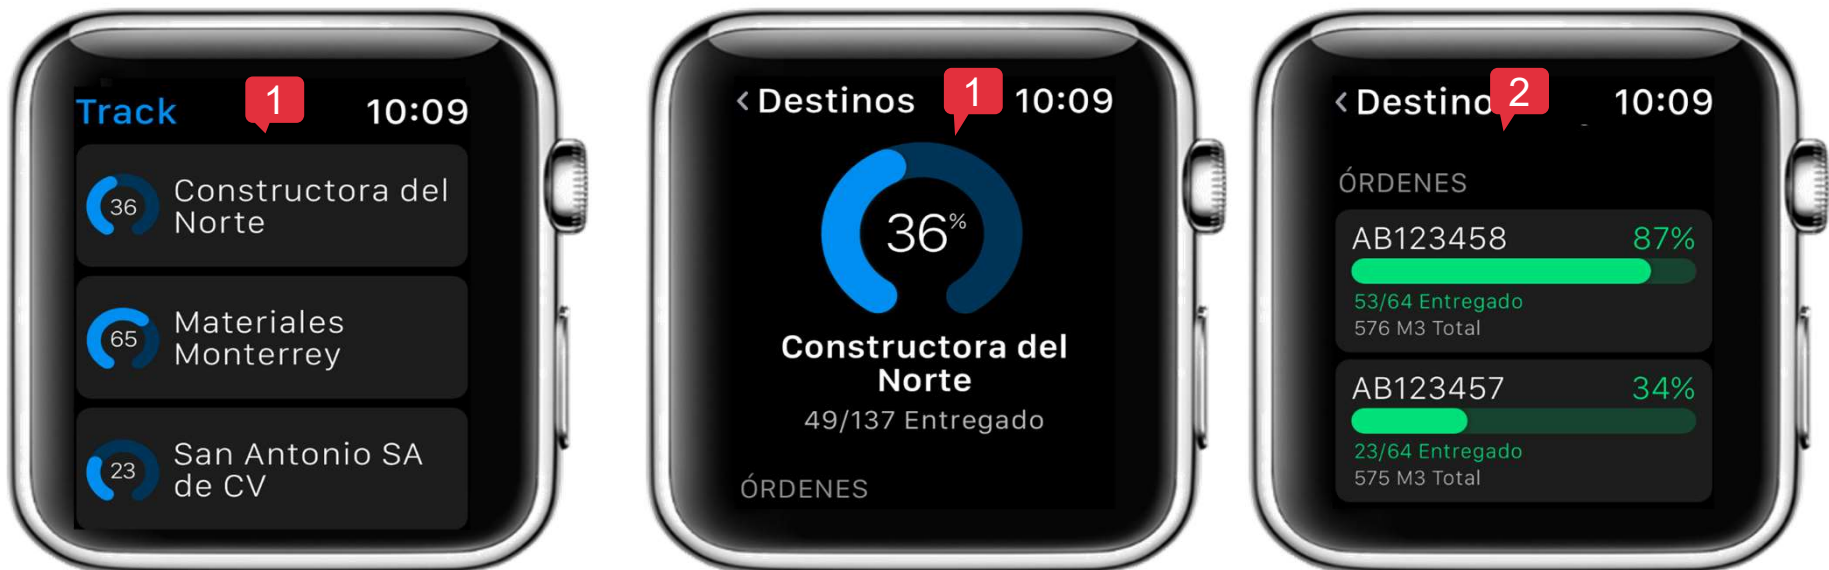 Track 1 10:09
36 Constructora del
Norte
65 Materiales
Monterrey
23 San Antonio SA
de CV
< Destinos 1 10:09
36%
Constructora del
Norte
49/137 Entregado
ÓRDENES
< Destino 2 10:09
ÓRDENES
AB123458 87%
53/64 Entregado
576 M3 Total
AB123457 34%
23/64 Entregado
575 M3 Total